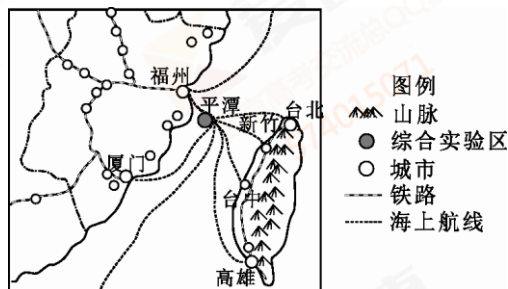 福州
平潭
新竹
台北
厦门
台中
高雄
图例
山脉
综合实验区
城市
铁路
海上航线